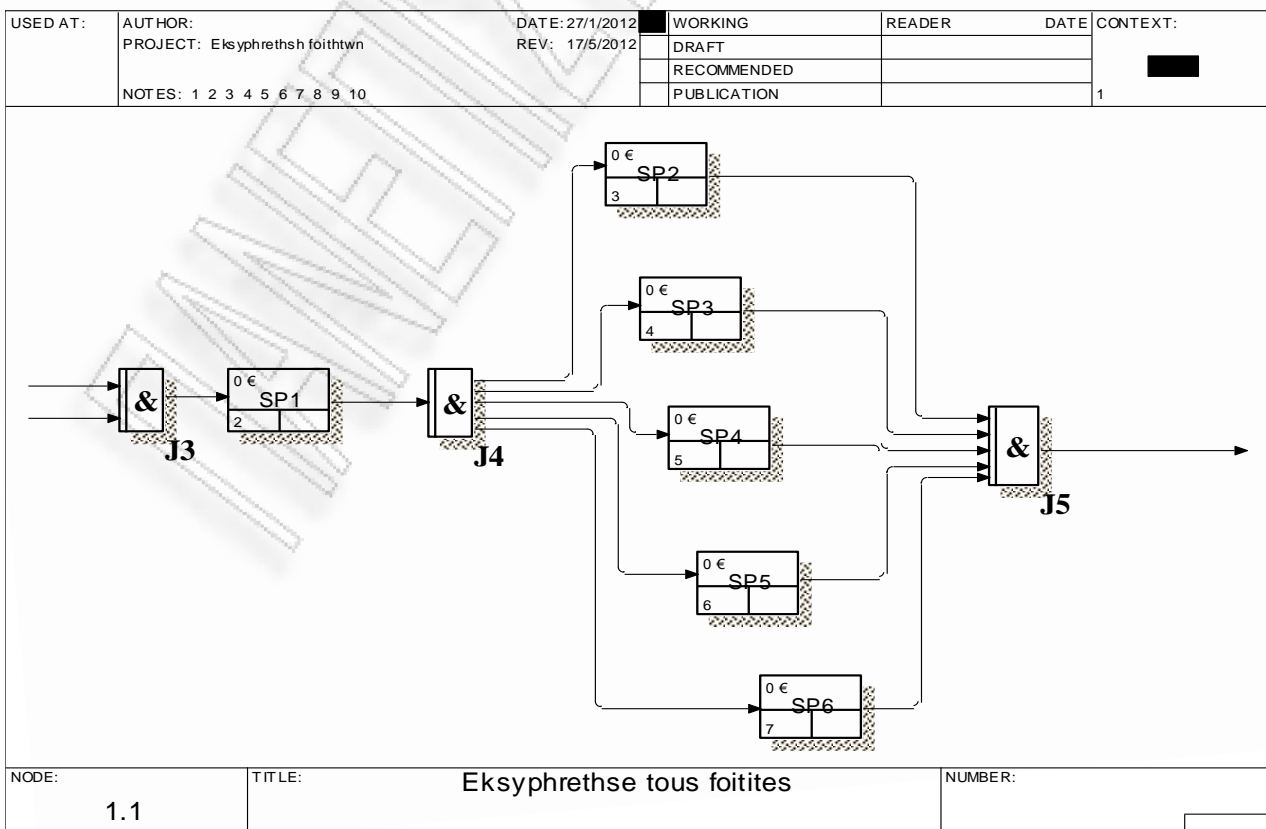 USED AT:
AUTHOR:
DATE: 27/1/2012
PROJECT: Eksyphrethsh foithtwn
REV: 17/5/2012
NOTES: 1 2 3 4 5 6 7 8 9 10
WORKING
DRAFT
RECOMMENDED
PUBLICATION
READER
DATE
CONTEXT:
1
0 €
SP2
3
0 €
SP3
4
&
J3
0 €
SP1
2
&
J4
0 €
SP4
5
&
J5
0 €
SP5
6
0 €
SP6
7
NODE:
1.1
TITLE:
Eksyphrethse tous foitites
NUMBER: